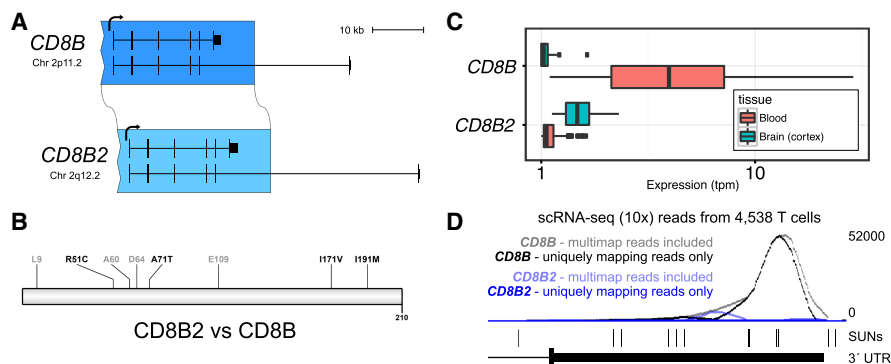 A
CD8B
Chr 2p11.2
10 kb
CD8B2
Chr 2q12.2
B
L9
R51C
A60
D64
A71T
E109
I171V
I191M
210
CD8B2 vs CD8B
C
CD8B
CD8B2
tissue
Blood
Brain (cortex)
1
10
Expression (tpm)
D
scRNA-seq (10x) reads from 4,538 T cells
CD8B - multimap reads included
CD8B - uniquely mapping reads only
CD8B2 - multimap reads included
CD8B2 - uniquely mapping reads only
52000
0
SUNs
3´ UTR